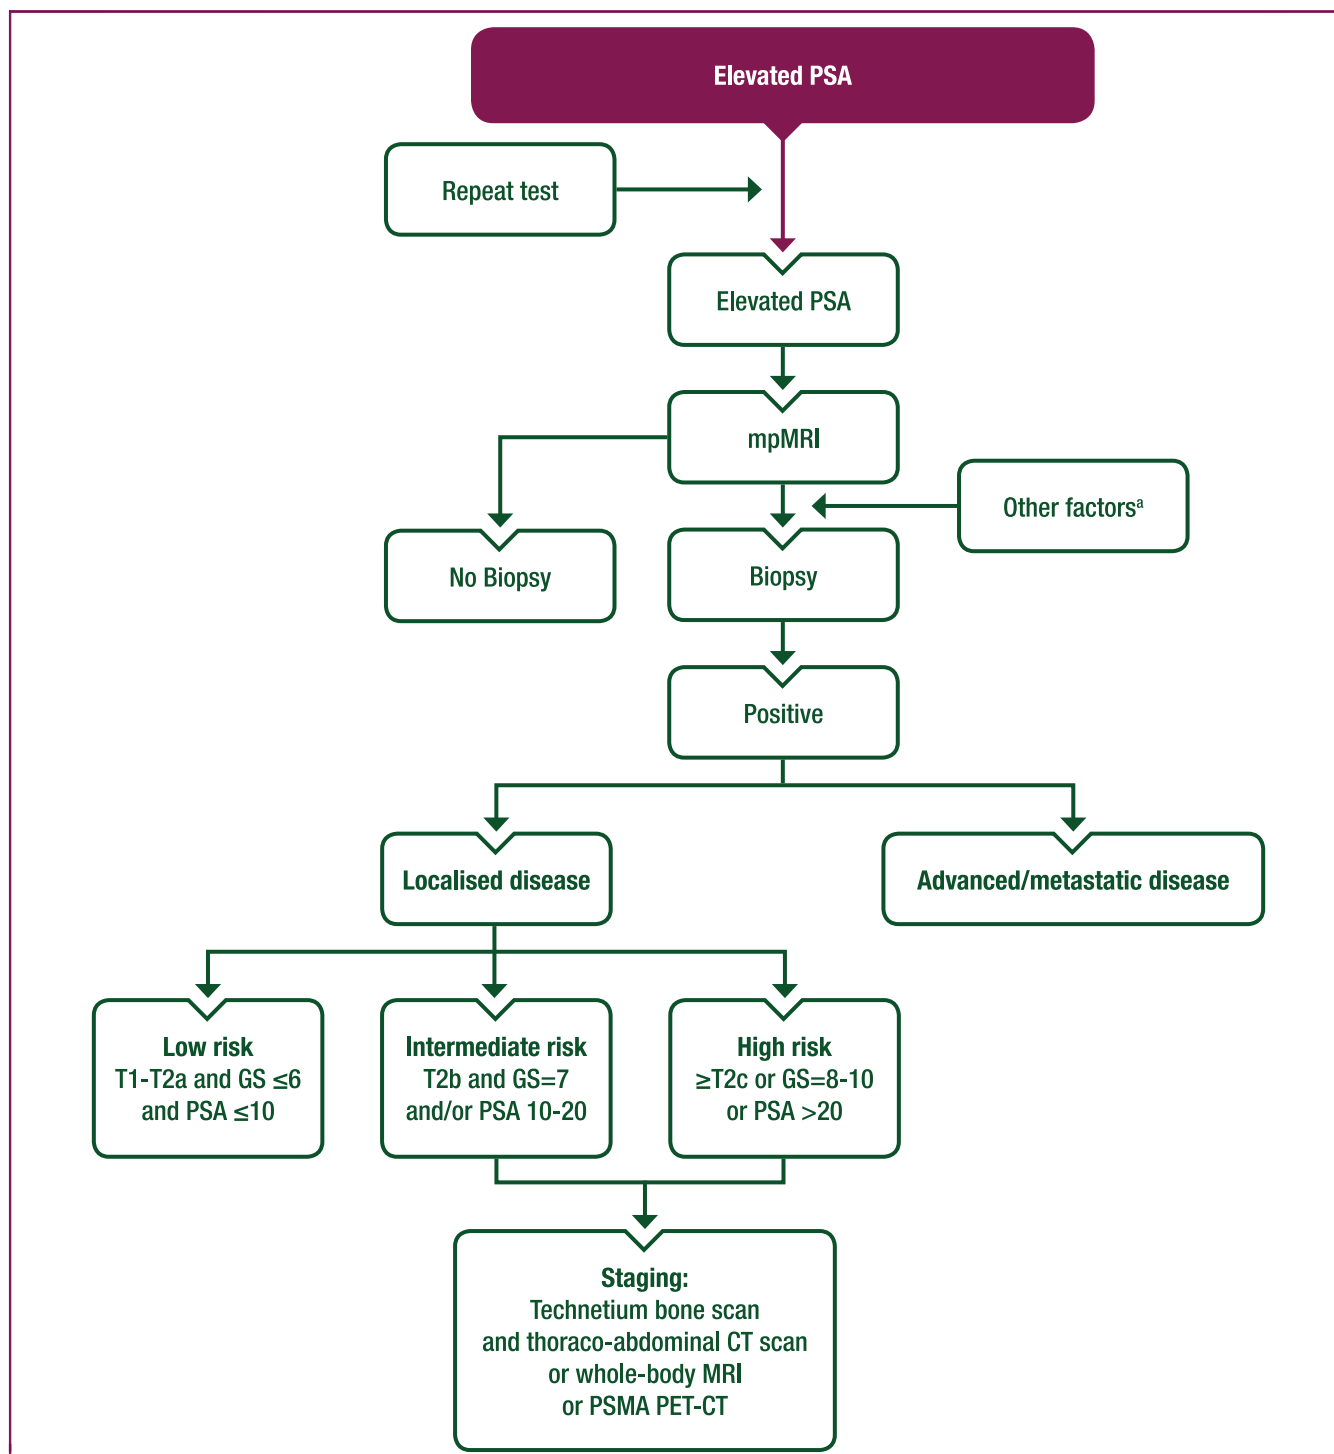 Elevated PSA
Repeat test
Elevated PSA
mpMRI
Other factorsᵃ
No Biopsy
Biopsy
Positive
Localised disease
Advanced/metastatic disease
Low risk
T1-T2a and GS ≤6
and PSA ≤10
Intermediate risk
T2b and GS=7
and/or PSA 10-20
High risk
≥T2c or GS=8-10
or PSA >20
Staging:
Technetium bone scan
and thoraco-abdominal CT scan
or whole-body MRI
or PSMA PET-CT